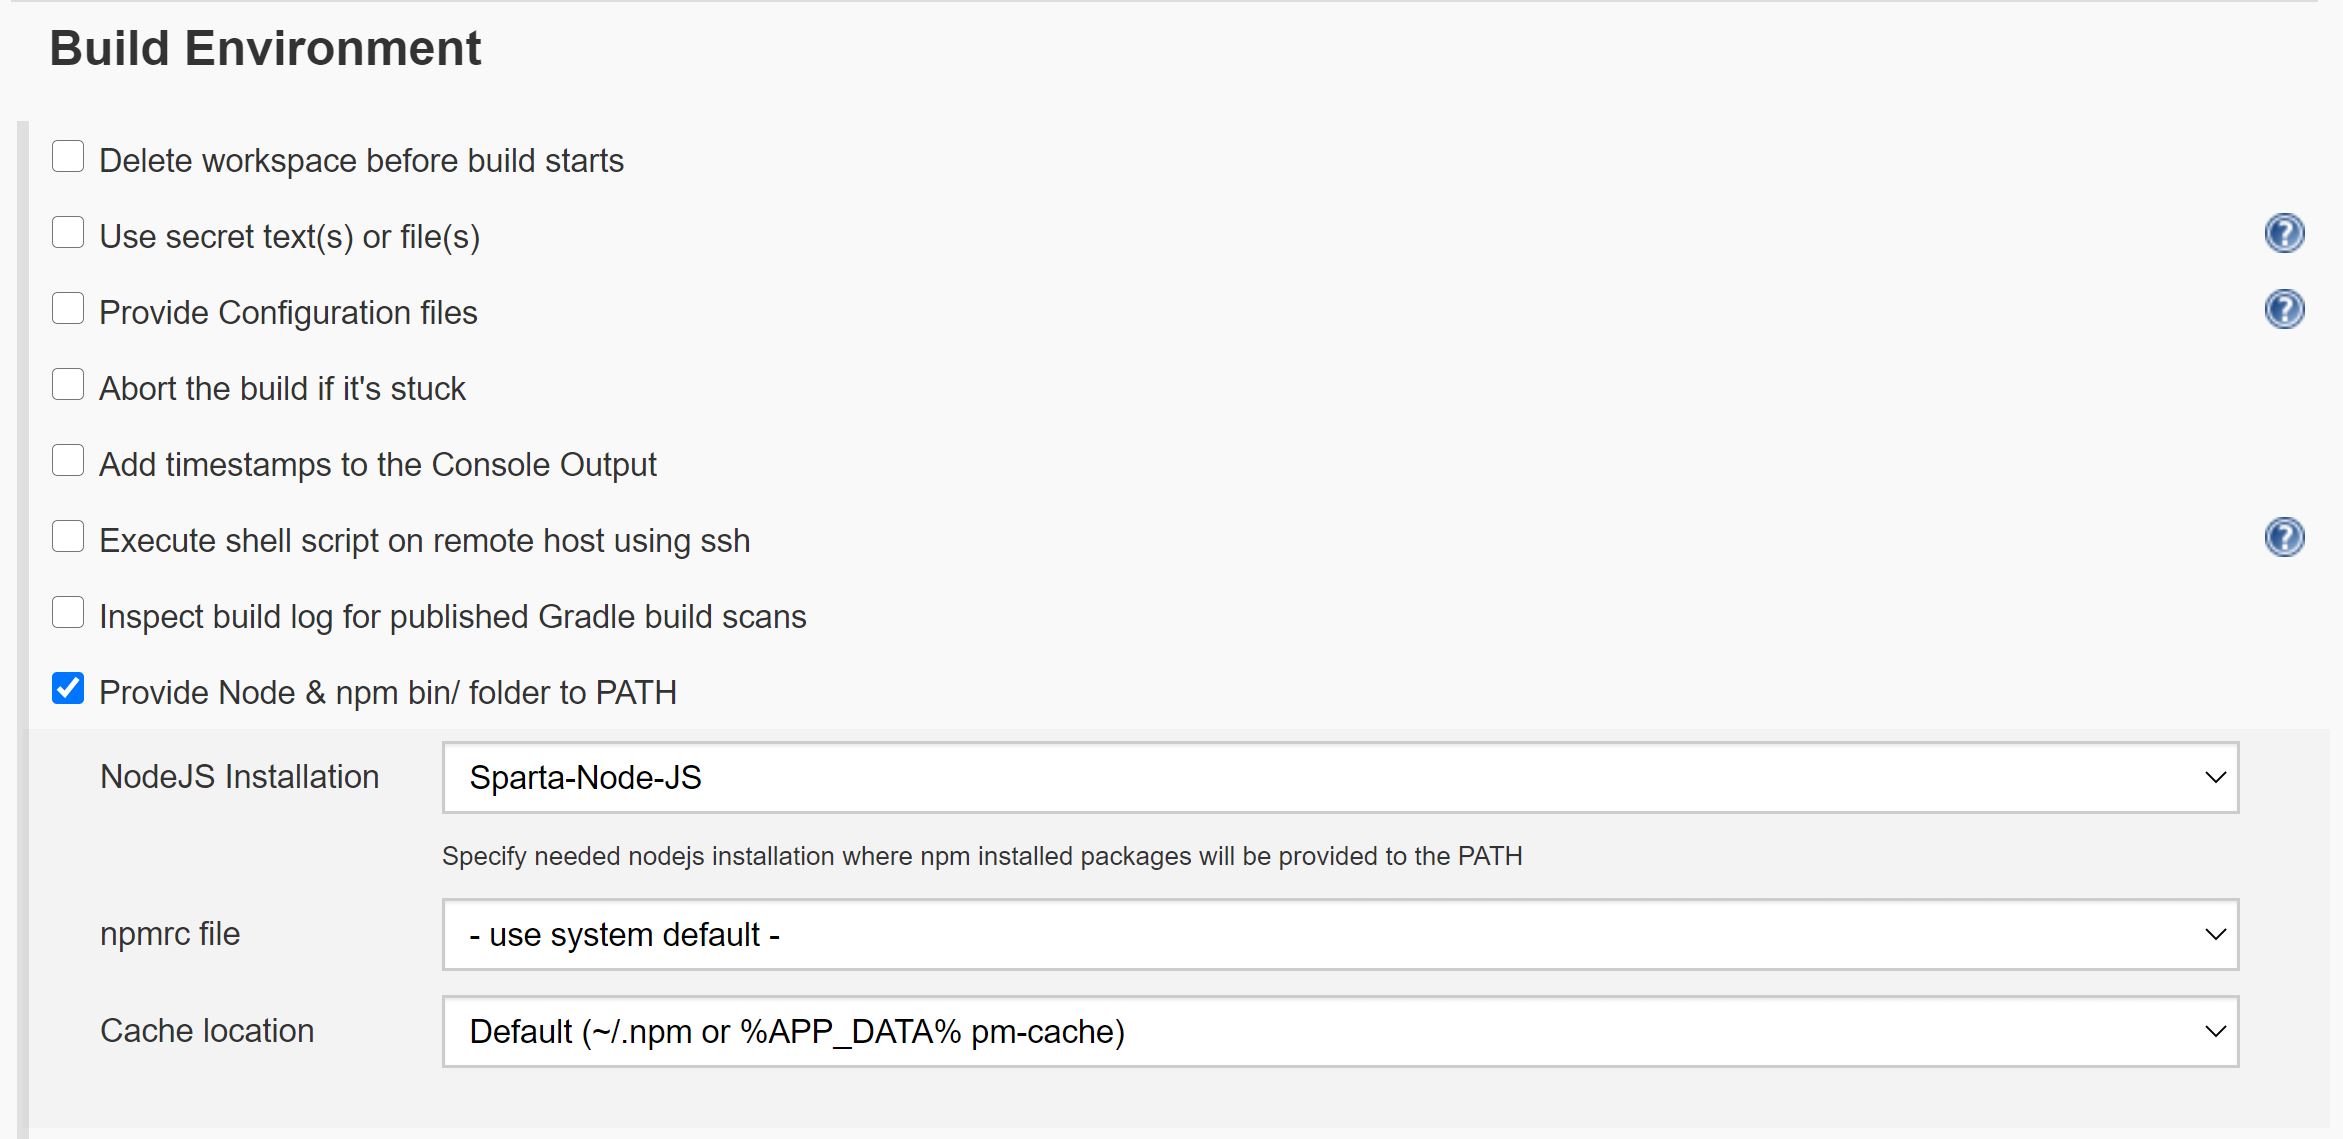 Build Environment
Delete workspace before build starts
Use secret text(s) or file(s)
Provide Configuration files
Abort the build if it's stuck
Add timestamps to the Console Output
Execute shell script on remote host using ssh
Inspect build log for published Gradle build scans
Provide Node & npm bin/ folder to PATH
NodeJS Installation
Sparta-Node-JS
Specify needed nodejs installation where npm installed packages will be provided to the PATH
npmrc file
- use system default -
Cache location
Default (~/.npm or %APP_DATA% pm-cache)